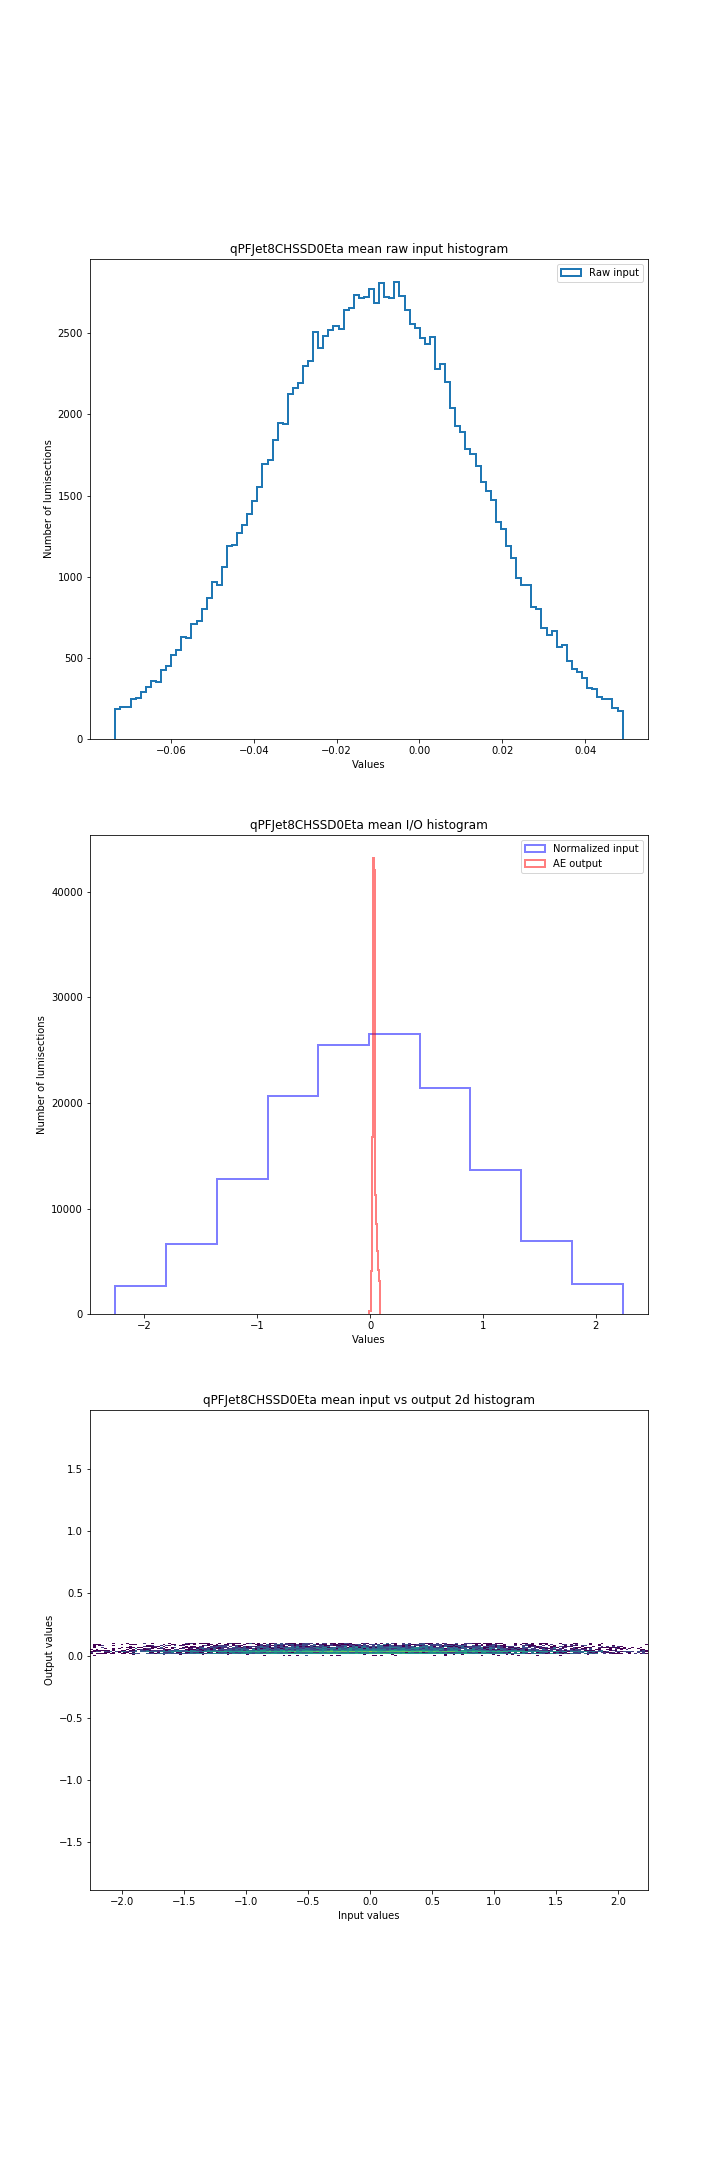 qPFJet8CHSSD0Eta mean raw input histogram
Raw input
2500
2000
1500
1000
500
0
Number of lumisections
−0.06 −0.04 −0.02 0.00 0.02 0.04
Values
qPFJet8CHSSD0Eta mean I/O histogram
Normalized input
AE output
40000
30000
20000
10000
0
Number of lumisections
−2 −1 0 1 2
Values
qPFJet8CHSSD0Eta mean input vs output 2d histogram
1.5
1.0
0.5
0.0
−0.5
−1.0
−1.5
Output values
−2.0 −1.5 −1.0 −0.5 0.0 0.5 1.0 1.5 2.0
Input values